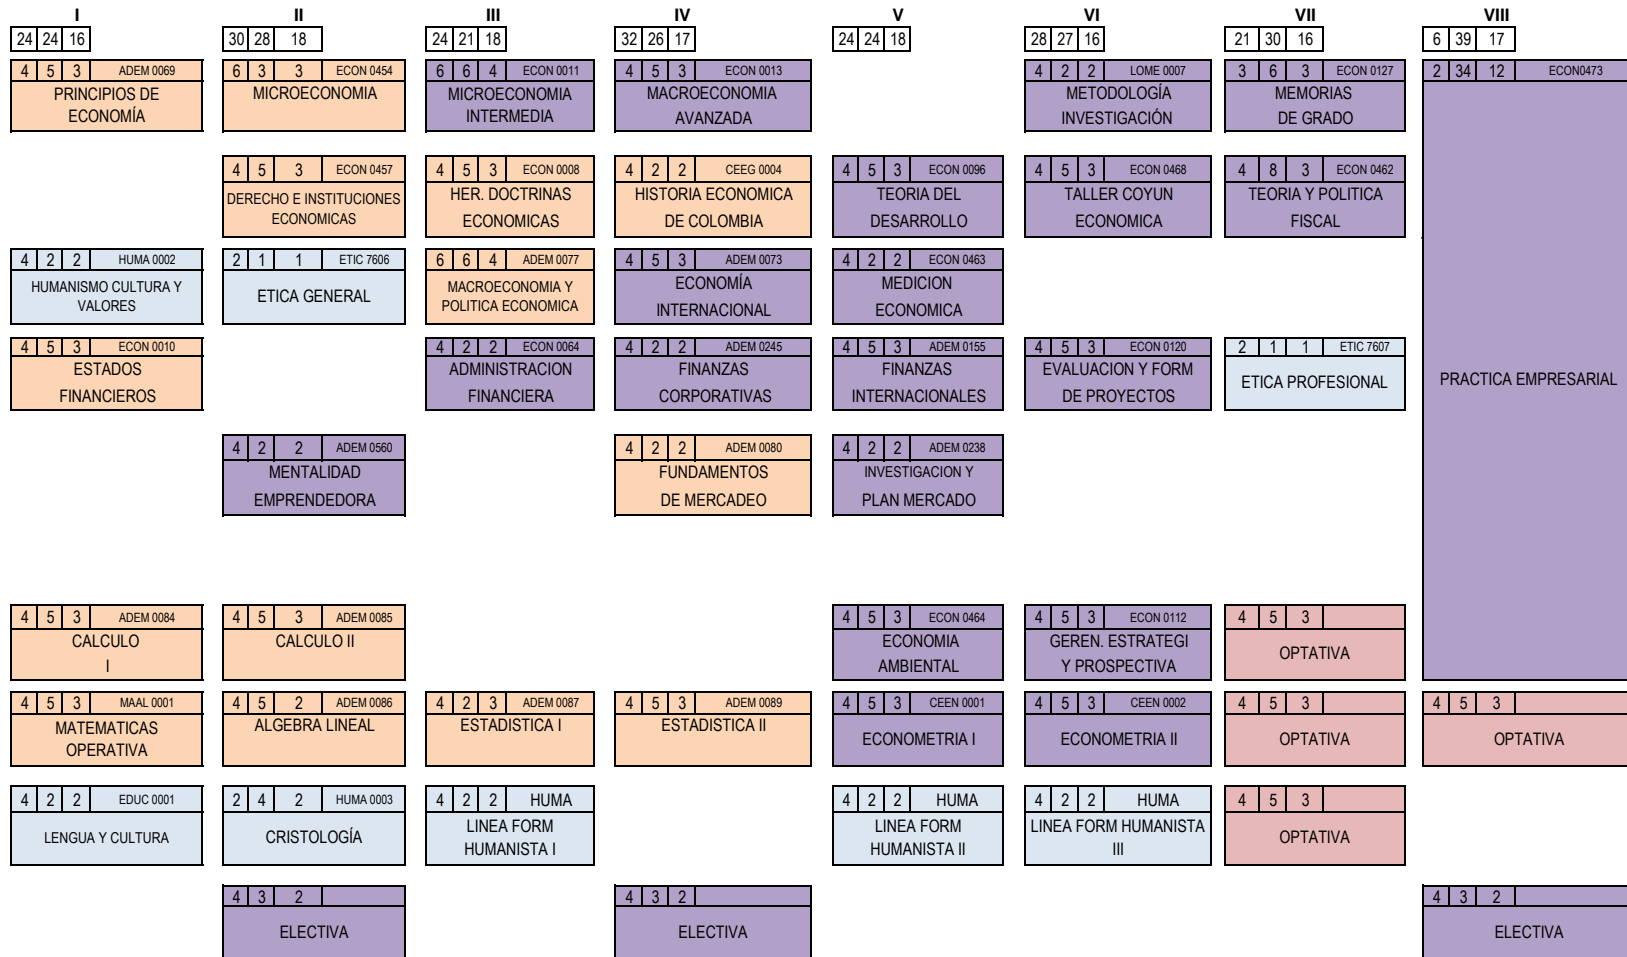 I II III IV V VI VII VIII
24 24 16 30 28 18 24 21 18 32 26 17 24 24 18 28 27 16 21 30 16 6 39 17
4 5 3 ADEM 0069 6 3 3 ECON 0454 6 6 4 ECON 0011 4 5 3 ECON 0013 4 2 2 LOME 0007 3 6 3 ECON 0127 2 34 12 ECON0473
PRINCIPIOS DE MICROECONOMIA MICROECONOMIA MACROECONOMIA METODOLOGÍA MEMORIAS
ECONOMÍA INTERMEDIA AVANZADA INVESTIGACIÓN DE GRADO
4 5 3 ECON 0457 4 5 3 ECON 0008 4 2 2 CEEG 0004 4 5 3 ECON 0096 4 5 3 ECON 0468 4 8 3 ECON 0462
DERECHO E INSTITUCIONES HER. DOCTRINAS HISTORIA ECONOMICA TEORIA DEL TALLER COYUN TEORIA Y POLITICA
ECONOMICAS ECONOMICAS DE COLOMBIA DESARROLLO ECONOMICA FISCAL
4 2 2 HUMA 0002 2 1 1 ETIC 7606 6 6 4 ADEM 0077 4 5 3 ADEM 0073 4 2 2 ECON 0463
HUMANISMO CULTURA Y ETICA GENERAL MACROECONOMIA Y ECONOMÍA MEDICION
VALORES POLITICA ECONOMICA INTERNACIONAL ECONOMICA
4 5 3 ECON 0010 4 2 2 ECON 0064 4 2 2 ADEM 0245 4 5 3 ADEM 0155 4 5 3 ECON 0120 2 1 1 ETIC 7607
ESTADOS ADMINISTRACION FINANZAS FINANZAS EVALUACION Y FORM ETICA PROFESIONAL PRACTICA EMPRESARIAL
FINANCIEROS FINANCIERA CORPORATIVAS INTERNACIONALES DE PROYECTOS
4 2 2 ADEM 0560 4 2 2 ADEM 0080 4 2 2 ADEM 0238
MENTALIDAD FUNDAMENTOS INVESTIGACION Y
EMPRENDEDORA DE MERCADEO PLAN MERCADO
4 5 3 ADEM 0084 4 5 3 ADEM 0085 4 5 3 ECON 0464 4 5 3 ECON 0112 4 5 3
CALCULO CALCULO II ECONOMIA GEREN. ESTRATEGI OPTATIVA
I AMBIENTAL Y PROSPECTIVA
4 5 3 MAAL 0001 4 5 2 ADEM 0086 4 2 3 ADEM 0087 4 5 3 ADEM 0089 4 5 3 CEEN 0001 4 5 3 CEEN 0002 4 5 3 4 5 3
MATEMATICAS ALGEBRA LINEAL ESTADISTICA I ESTADISTICA II ECONOMETRIA I ECONOMETRIA II OPTATIVA OPTATIVA
OPERATIVA
4 2 2 EDUC 0001 2 4 2 HUMA 0003 4 2 2 HUMA 4 2 2 HUMA 4 2 2 HUMA 4 5 3
LENGUA Y CULTURA CRISTOLOGÍA LINEA FORM LINEA FORM LINEA FORM HUMANISTA OPTATIVA
HUMANISTA I HUMANISTA II III
4 3 2 4 3 2 4 3 2
ELECTIVA ELECTIVA ELECTIVA